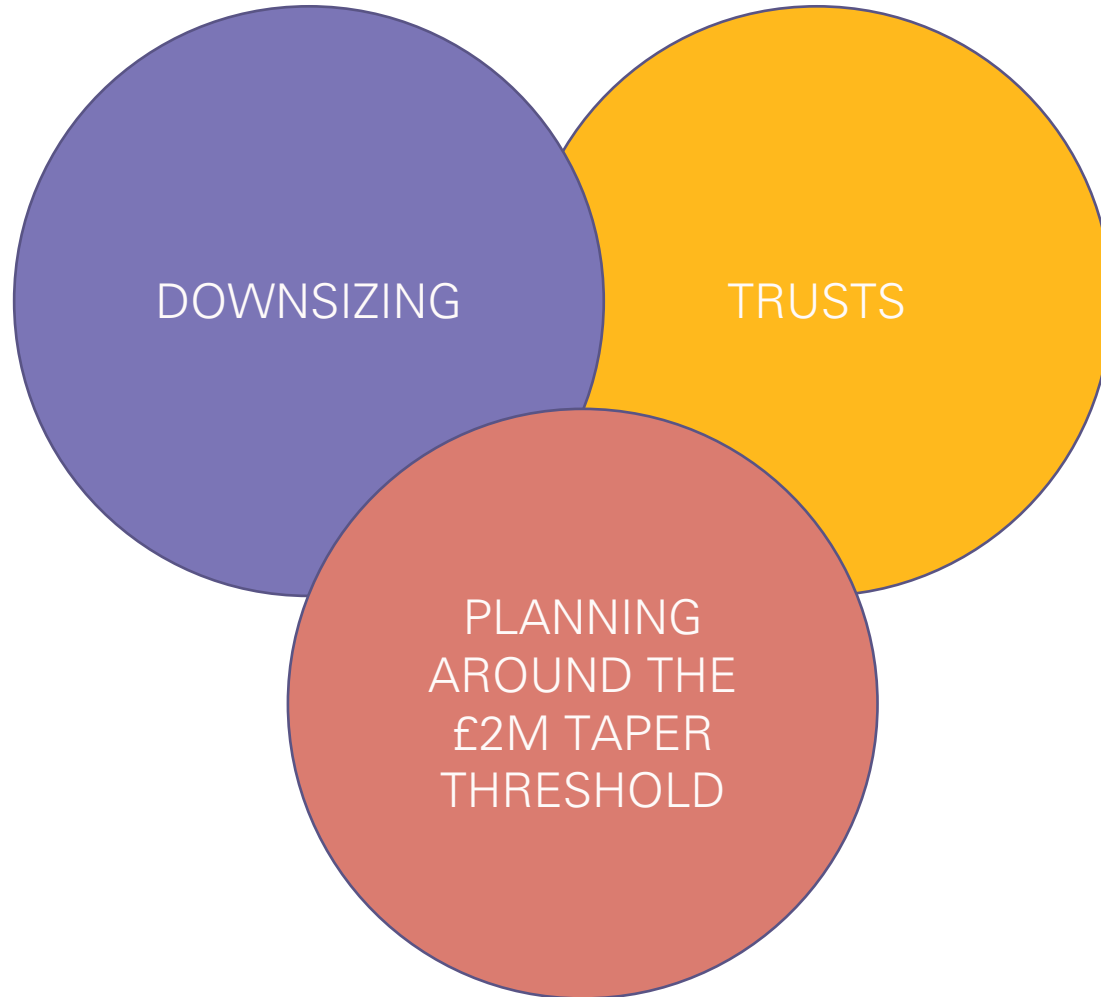 DOWNSIZING
TRUSTS
PLANNING
AROUND THE
£2M TAPER
THRESHOLD